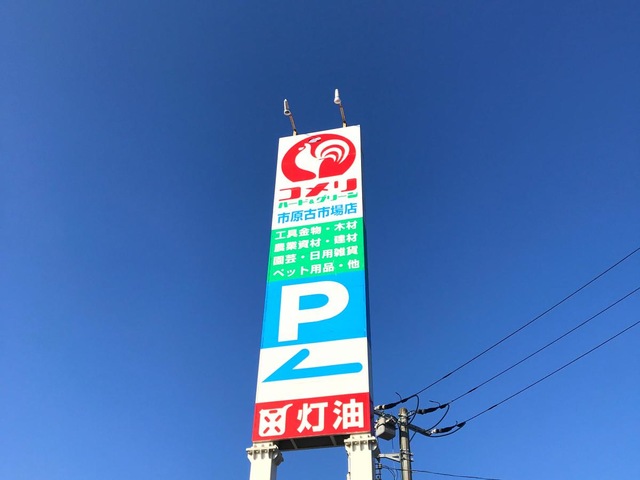 コメリ
ハード&グリーン
市原古市場店
工具金物・木材
農業資材・建材
園芸・日用雑貨
ペット用品・他
P
灯油